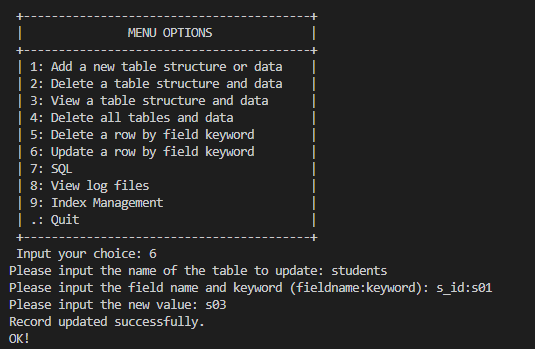 +----------------------------------------+
|              MENU OPTIONS              |
+----------------------------------------+
| 1: Add a new table structure or data    |
| 2: Delete a table structure and data    |
| 3: View a table structure and data      |
| 4: Delete all tables and data           |
| 5: Delete a row by field keyword        |
| 6: Update a row by field keyword        |
| 7: SQL                                  |
| 8: View log files                       |
| 9: Index Management                     |
| .: Quit                                 |
+----------------------------------------+
Input your choice: 6
Please input the name of the table to update: students
Please input the field name and keyword (fieldname:keyword): s_id:s01
Please input the new value: s03
Record updated successfully.
OK!